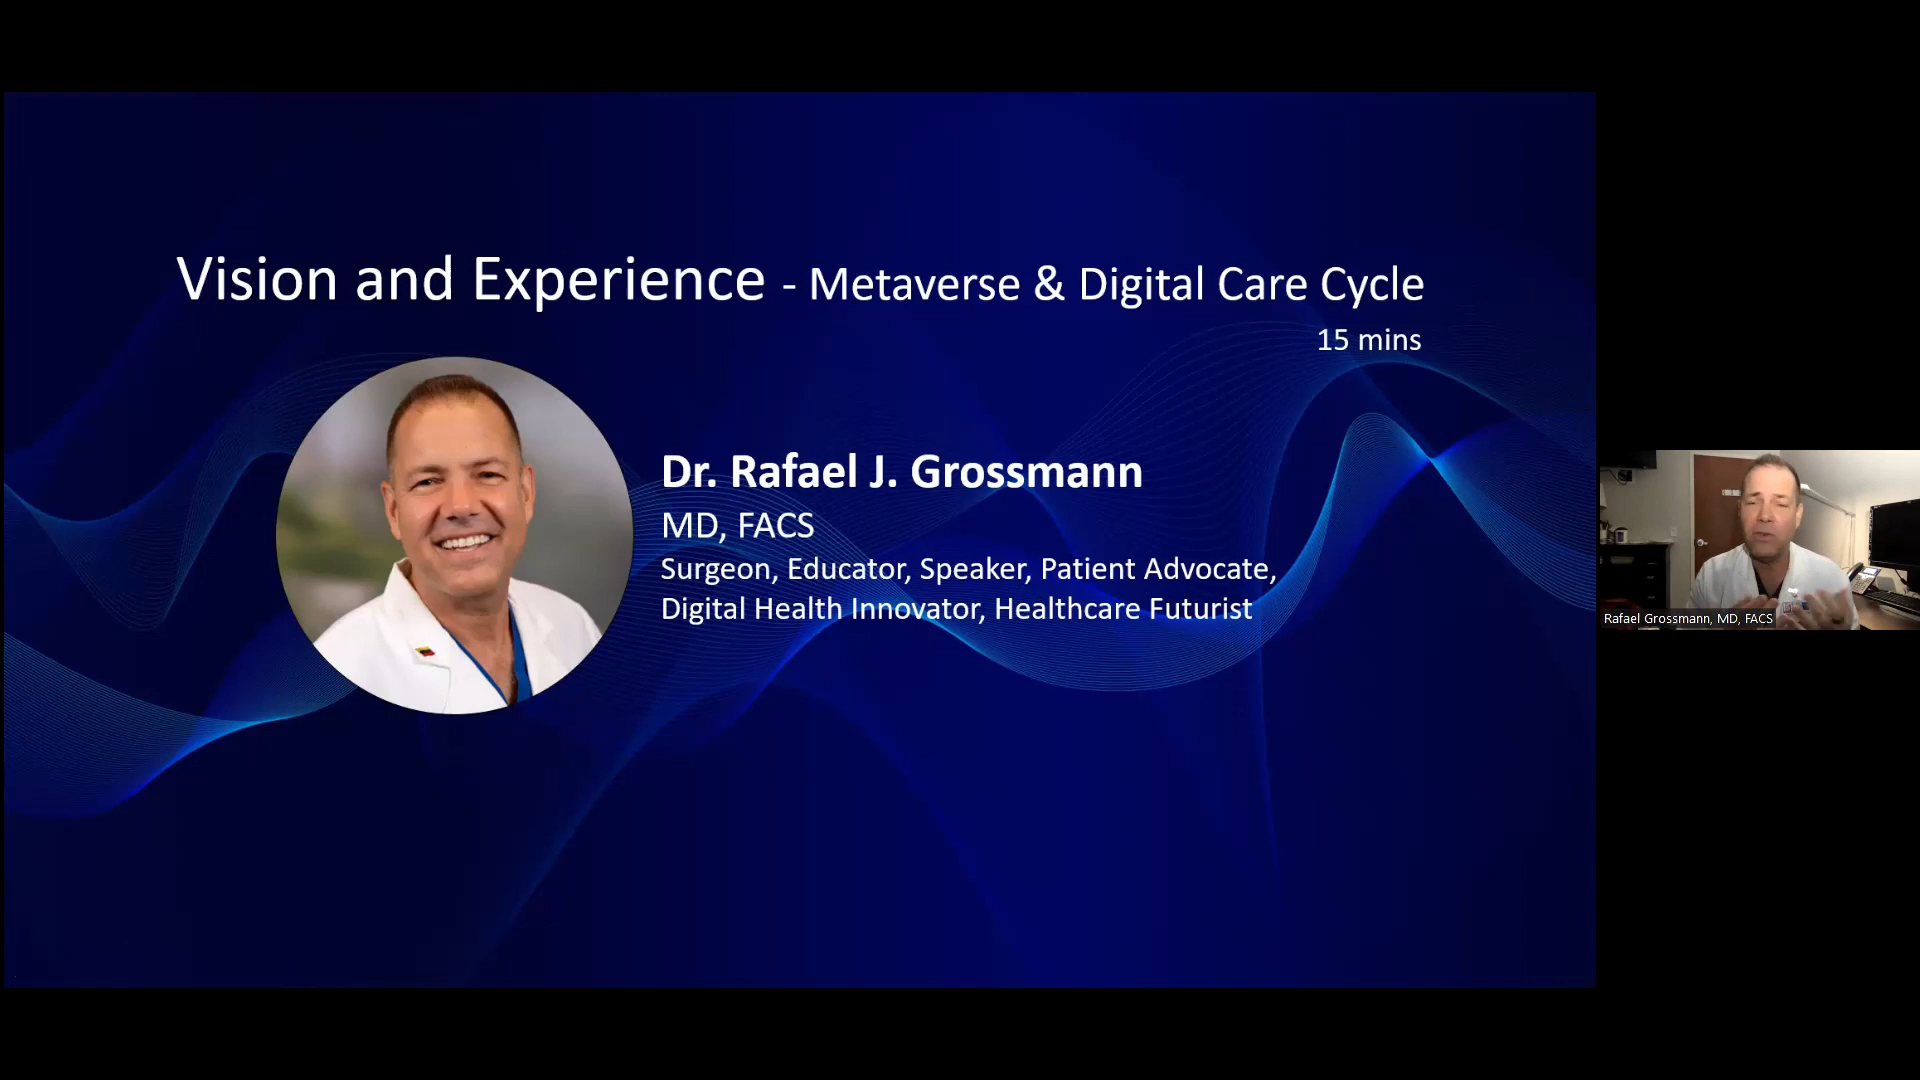 Vision and Experience - Metaverse & Digital Care Cycle
15 mins
Dr. Rafael J. Grossmann
MD, FACS
Surgeon, Educator, Speaker, Patient Advocate,
Digital Health Innovator, Healthcare Futurist
Rafael Grossmann, MD, FACS